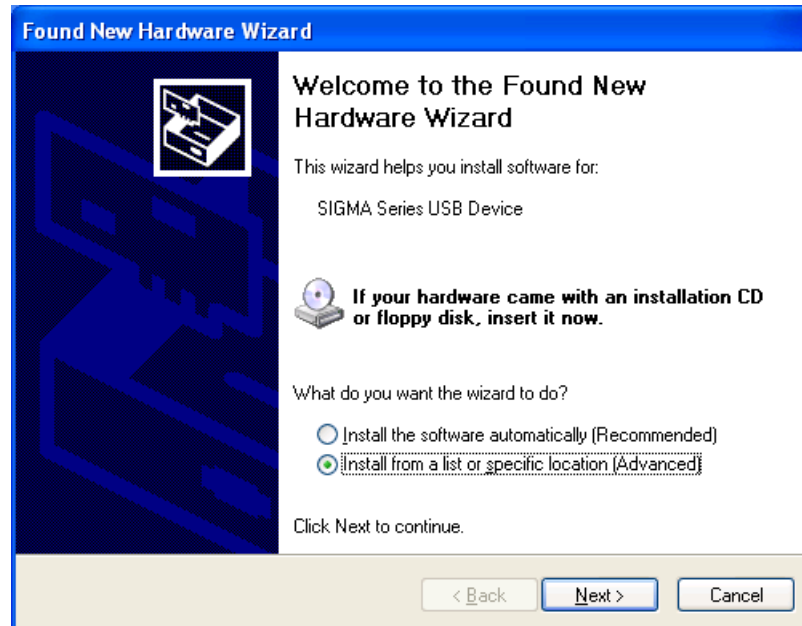 Found New Hardware Wizard
Welcome to the Found New
Hardware Wizard
This wizard helps you install software for:
SIGMA Series USB Device
If your hardware came with an installation CD
or floppy disk, insert it now.
What do you want the wizard to do?
Install the software automatically (Recommended)
Install from a list or specific location (Advanced)
Click Next to continue.
< Back Next > Cancel